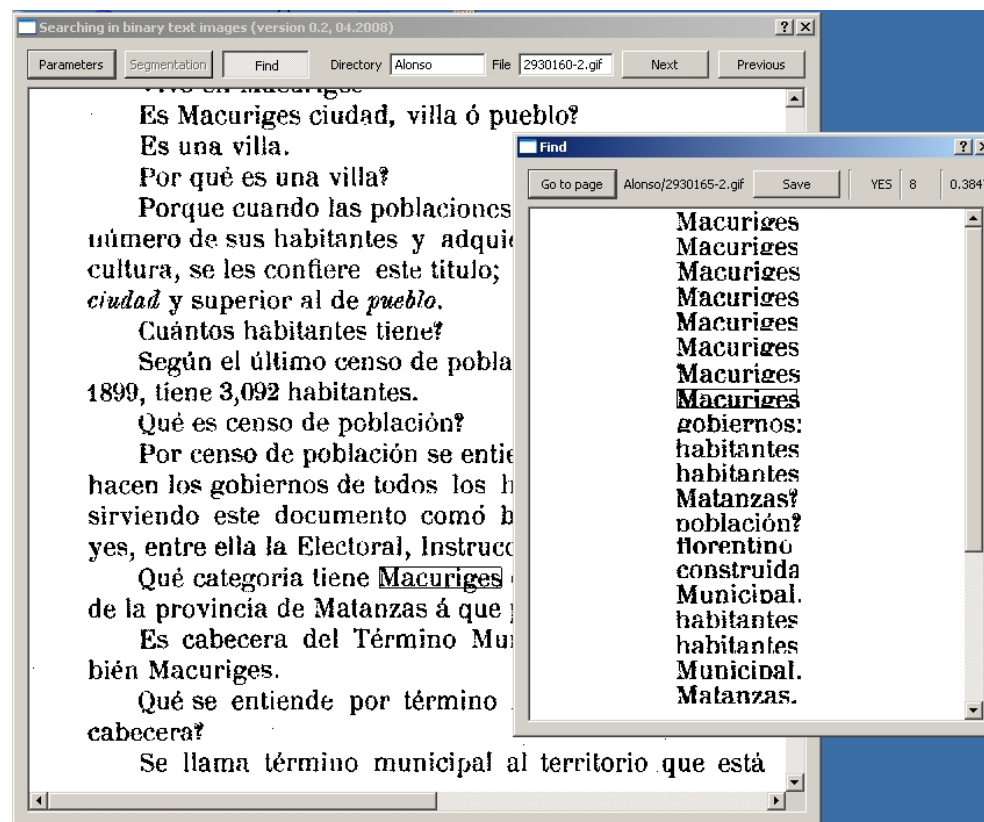 Searching in binary text images (version 0.2, 04.2008)
Parameters Segmentation Find Directory Alonso File 2930160-2.gif Next Previous
Es Macuriges ciudad, villa ó pueblo?
Es una villa.
Por qué es una villa?
Porque cuando las poblaciones
número de sus habitantes y
cultura, se les confiere este titulo;
ciudad y superior al de pueblo.
Cuántos habitantes tiene?
Según el último censo de
1899, tiene 3,092 habitantes.
Qué es censo de población?
Por censo de población se
hacen los gobiernos de todos los
sirviendo este documento comó
yes, entre ella la Electoral,
Qué categoría tiene Macuriges
de la provincia de Matanzas á que
Es cabecera del Término
bién Macuriges.
Qué se entiende por término
cabecera?
Se llama término municipal al territorio que está
Find
Go to page Alonso/2930165-2.gif Save YES 8 0.384
Macuriges
Macuriges
Macuriges
Macuriges
Macuriges
Macuriges
Macuriges
Macuriges
gobiernos:
habitantes
habitantes
Matanzas?
población?
florentino
construida
Municipal.
habitantes
habitantes
Municipal.
Matanzas.